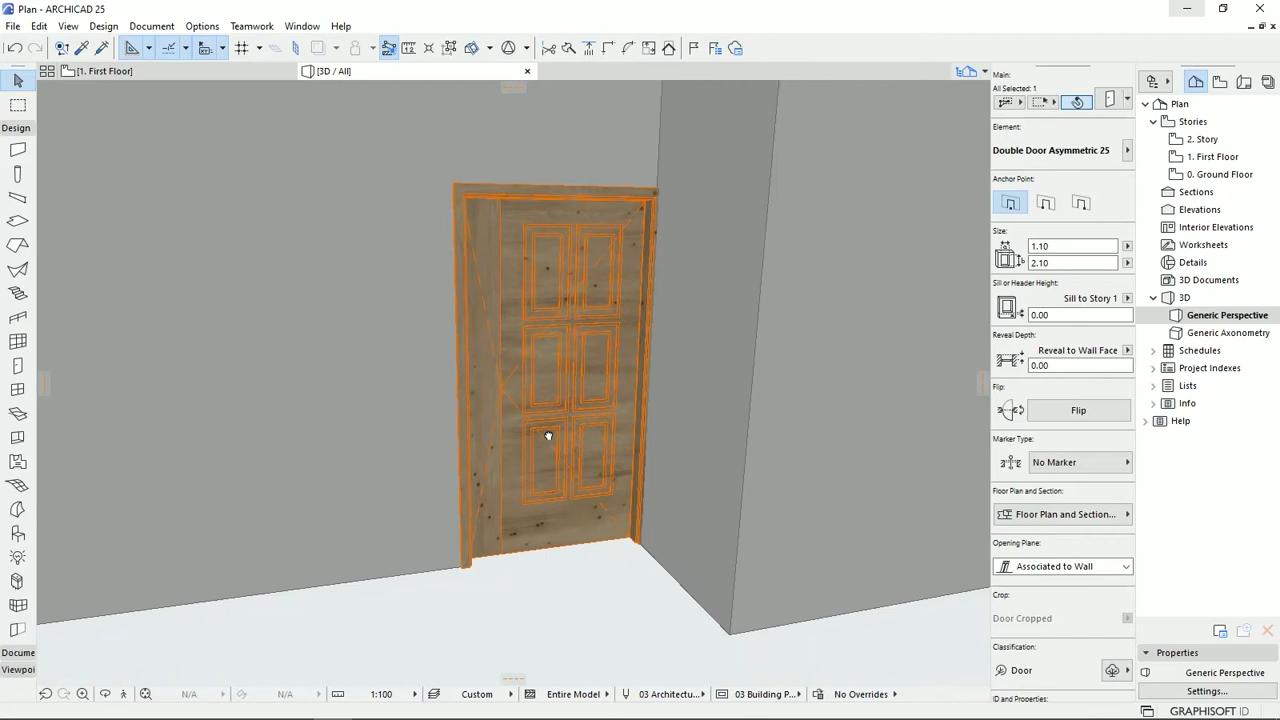 Plan - ARCHICAD 25
File Edit View Design Document Options Teamwork Window Help
[1. First Floor]
[3D / All]
Main:
All Selected: 1
Element:
Double Door Asymmetric 25
Anchor Point:
Size:
1.10
2.10
Sill or Header Height:
Sill to Story 1
0.00
Reveal Depth:
Reveal to Wall Face
0.00
Flip:
Flip
Marker Type:
No Marker
Floor Plan and Section:
Floor Plan and Section...
Opening Plane:
Associated to Wall
Crop:
Door Cropped
Classification:
Door
ID and Properties:
Design
Docume
Viewpoi
Plan
Stories
2. Story
1. First Floor
0. Ground Floor
Sections
Elevations
Interior Elevations
Worksheets
Details
3D Documents
3D
Generic Perspective
Generic Axonometry
Schedules
Project Indexes
Lists
Info
Help
Properties
Generic Perspective
Settings...
N/A
N/A
1:100
Custom
Entire Model
03 Architectu...
03 Building P...
No Overrides
GRAPHISOFT ID